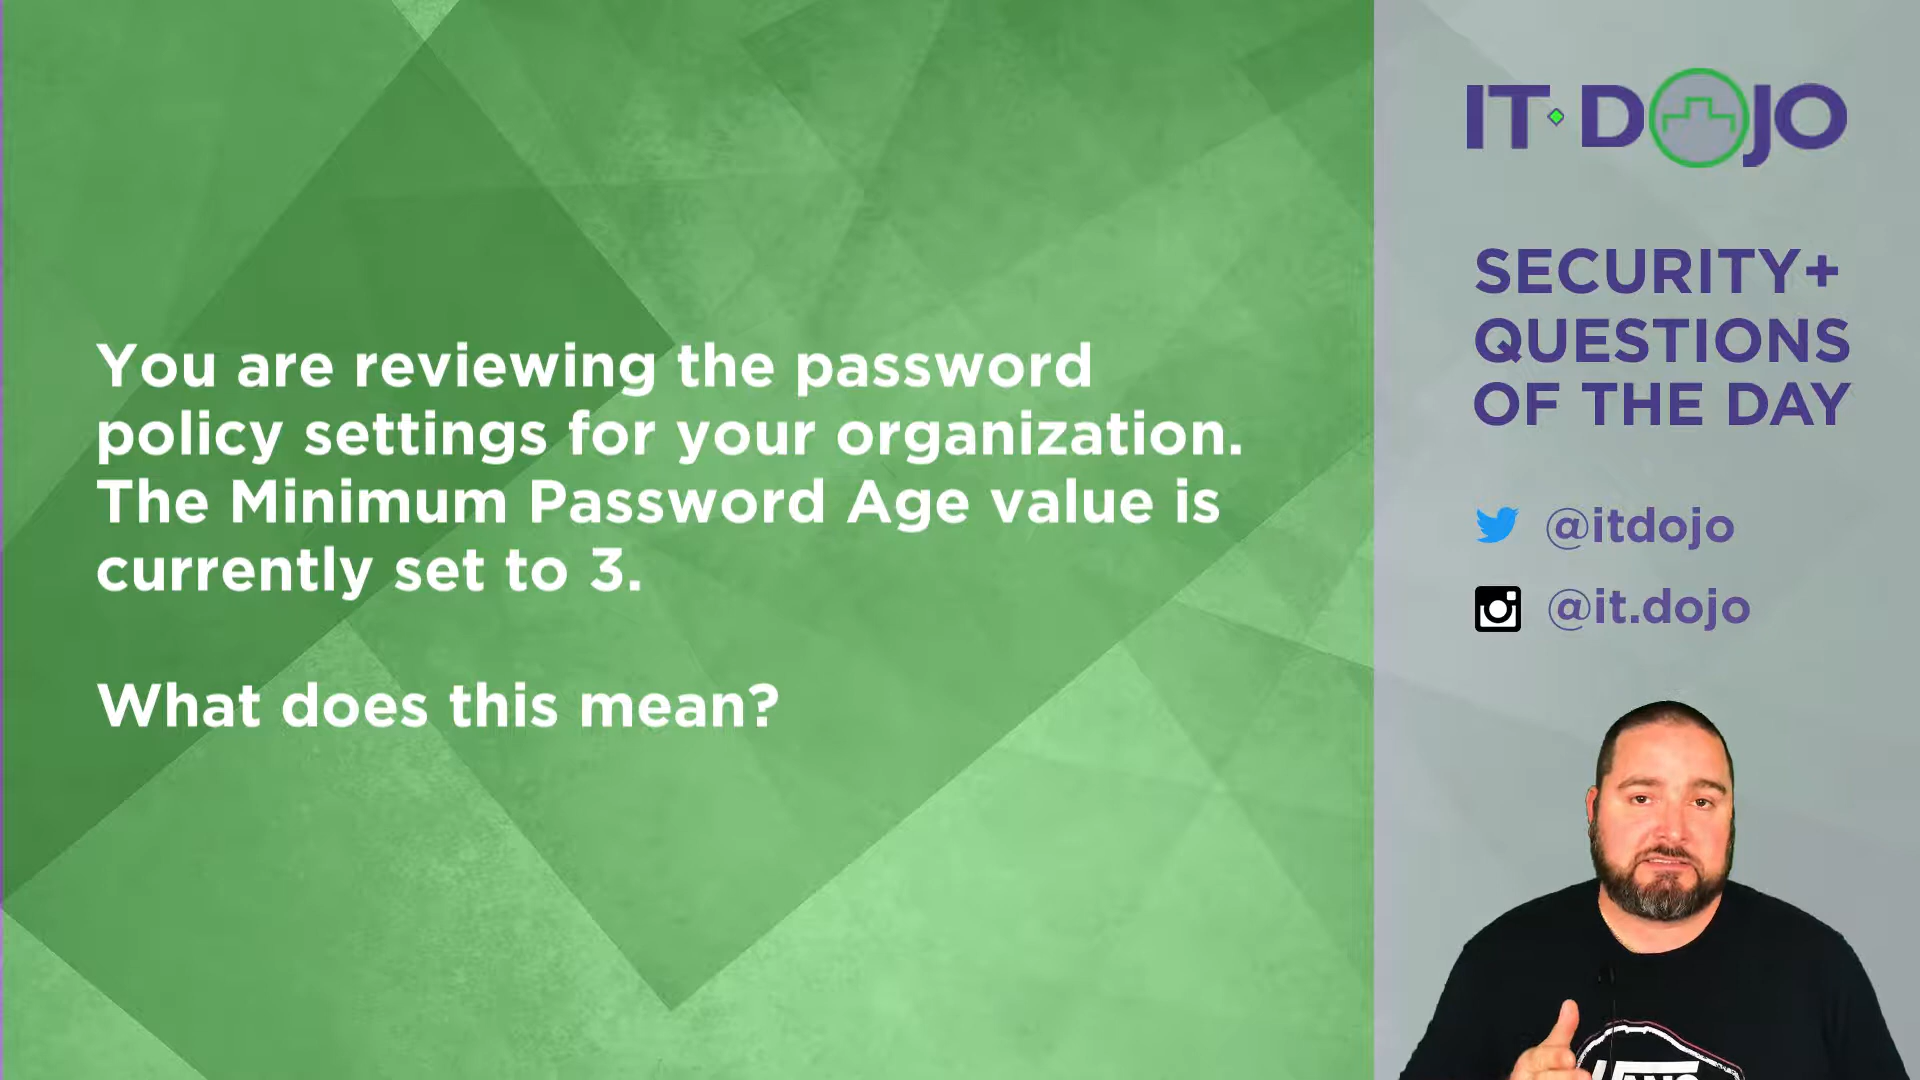 You are reviewing the password
policy settings for your organization.
The Minimum Password Age value is
currently set to 3.
What does this mean?
IT DOJO
SECURITY+
QUESTIONS
OF THE DAY
@itdojo
@it.dojo